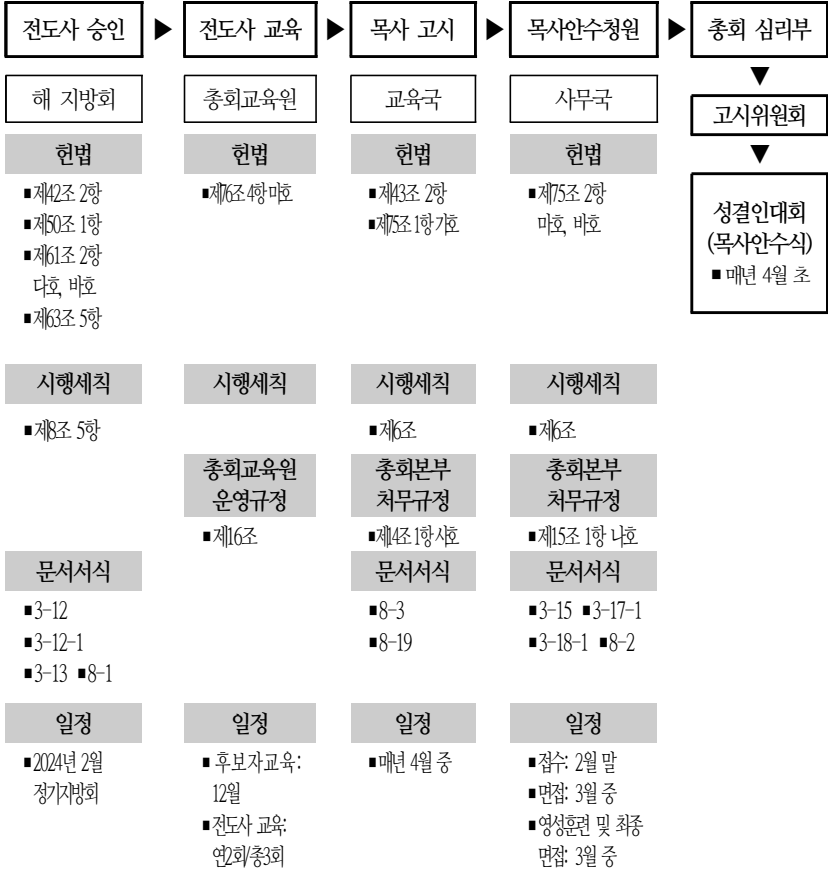 전도사 승인 ▶ 전도사 교육 ▶ 목사 고시 ▶ 목사안수청원 ▶ 총회 심리부
▼
해 지방회
총회교육원
교육국
사무국
고시위원회
▼
성결인대회
(목사안수식)
■ 매년 4월 초
헌법
■제42조 2항
■제50조 1항
■제61조 2항
다호, 바호
■제63조 5항
헌법
■제76조 4항 마호
헌법
■제43조 2항
■제75조 1항 가호
헌법
■제75조 2항
마호, 바호
시행세칙
■제8조 5항
시행세칙
시행세칙
■제6조
시행세칙
■제6조
총회교육원
운영규정
■제16조
총회본부
처무규정
■제14조 1항 사호
총회본부
처무규정
■제15조 1항 나호
문서서식
■3-12
■3-12-1
■3-13 ■8-1
문서서식
■8-3
■8-19
문서서식
■3-15 ■3-17-1
■3-18-1 ■8-2
일정
■2024년 2월
정기지방회
일정
■ 후보자교육:
12월
■전도사 교육:
연2회/총3회
일정
■매년 4월 중
일정
■접수: 2월 말
■면접: 3월 중
■영성훈련 및 최종
면접: 3월 중